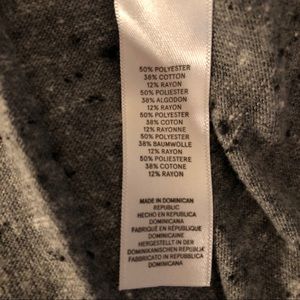 50% POLYESTER
38% COTTON
12% RAYON
50% POLIESTER
38% ALGODON
12% RAYON
50% POLYESTER
38% COTON
12% RAYONNE
50% POLYESTER
38% BAUMWOLLE
12% RAYON
50% POLIESTERE
38% COTONE
12% RAYON
MADE IN DOMINICAN
REPUBLIC
HECHO EN REPUBLICA
DOMINICANA
FABRIQUÉ EN RÉPUBLIQUE
DOMINICAINE
HERGESTELLT IN DER
DOMINIKANISCHEN REPUBLIK
FABBRICATO IN REPUBBLICA
DOMINICANA